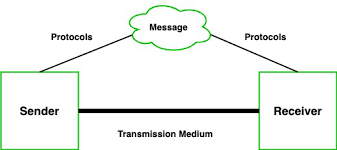 Message
Protocols
Protocols
Sender
Receiver
Transmission Medium